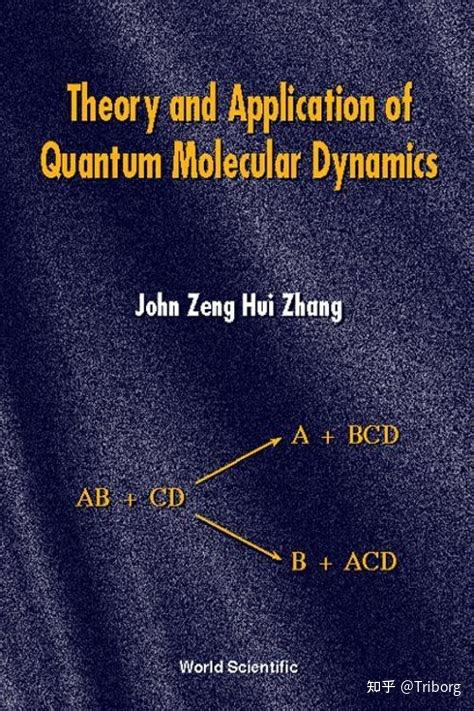 Theory and Application of
Quantum Molecular Dynamics
John Zeng Hui Zhang
A + BCD
AB + CD
B + ACD
World Scientific
知乎 @Triborg